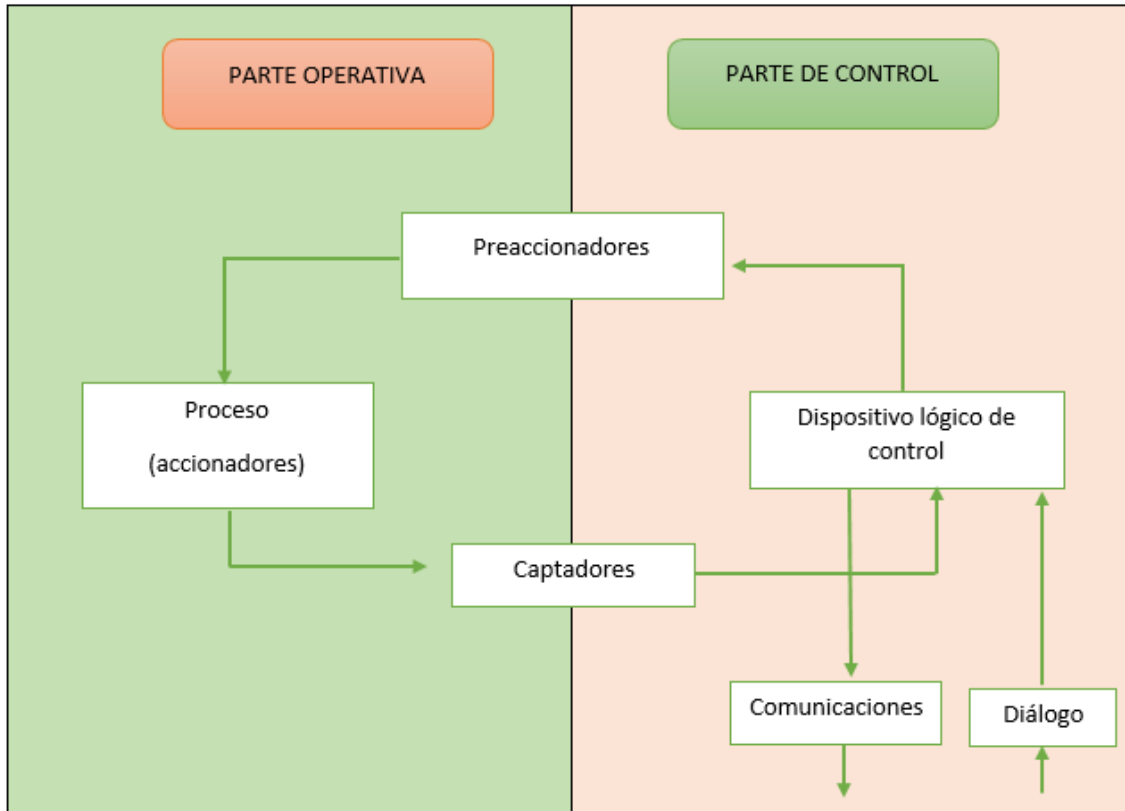 PARTE OPERATIVA
PARTE DE CONTROL
Preaccionadores
Proceso
(accionadores)
Dispositivo lógico de
control
Captadores
Comunicaciones
Diálogo